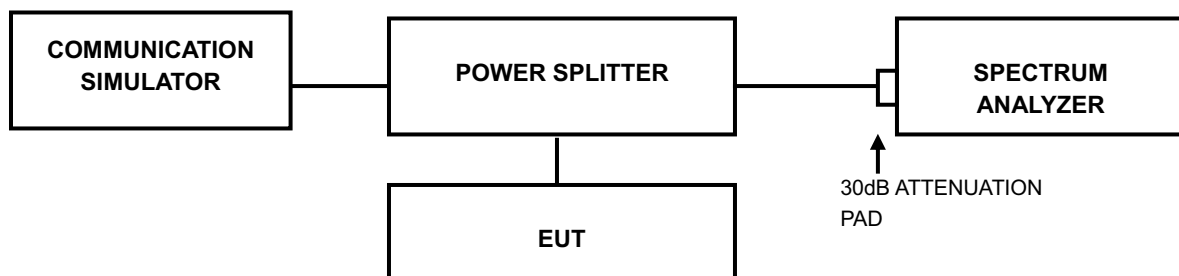 COMMUNICATION
SIMULATOR
POWER SPLITTER
SPECTRUM
ANALYZER
30dB ATTENUATION
PAD
EUT